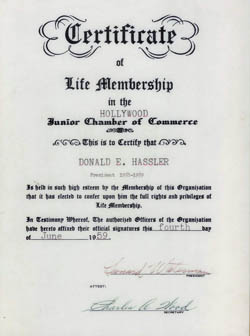 Certificate
of
Life Membership
in the
HOLLYWOOD
Junior Chamber of Commerce
This is to Certify that
DONALD E. HASSLER
President 1958-1959
Is held in such high esteem by the Membership of this Organization
that it has elected to confer upon him the full rights and privileges of
Life Membership.
In Testimony Whereof, The authorized Officers of the Organization
have hereto affixed their official signatures this fourth day
of June 1959.
PRESIDENT
ATTEST:
Charles A. Wood
SECRETARY